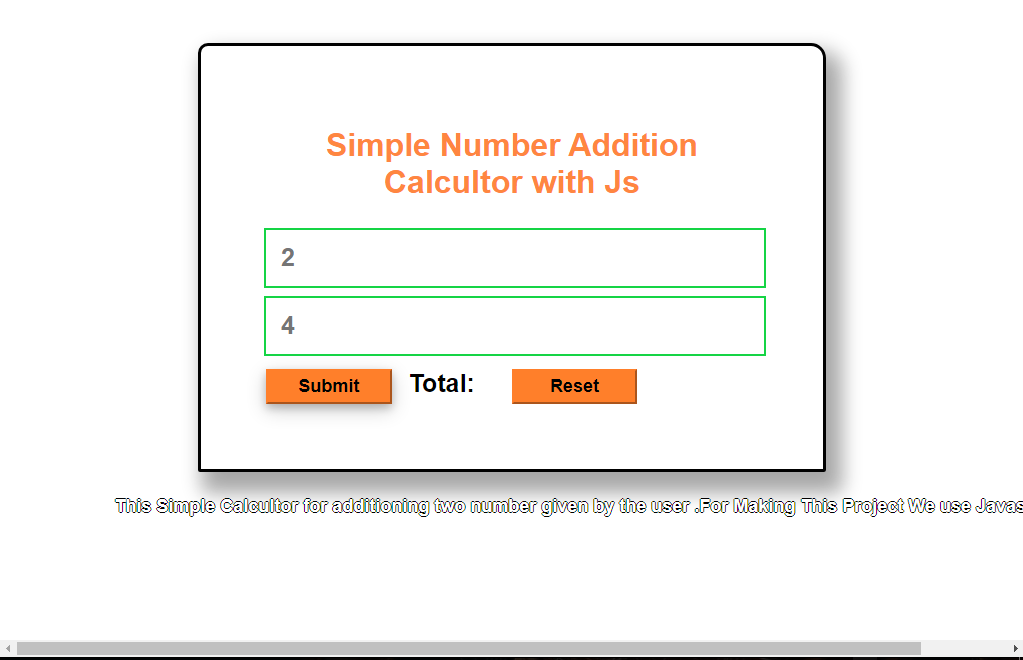 Simple Number Addition
Calcultor with Js
2
4
Submit Total: Reset
This Simple Calcultor for additioning two number given by the user .For Making This Project We use Javas